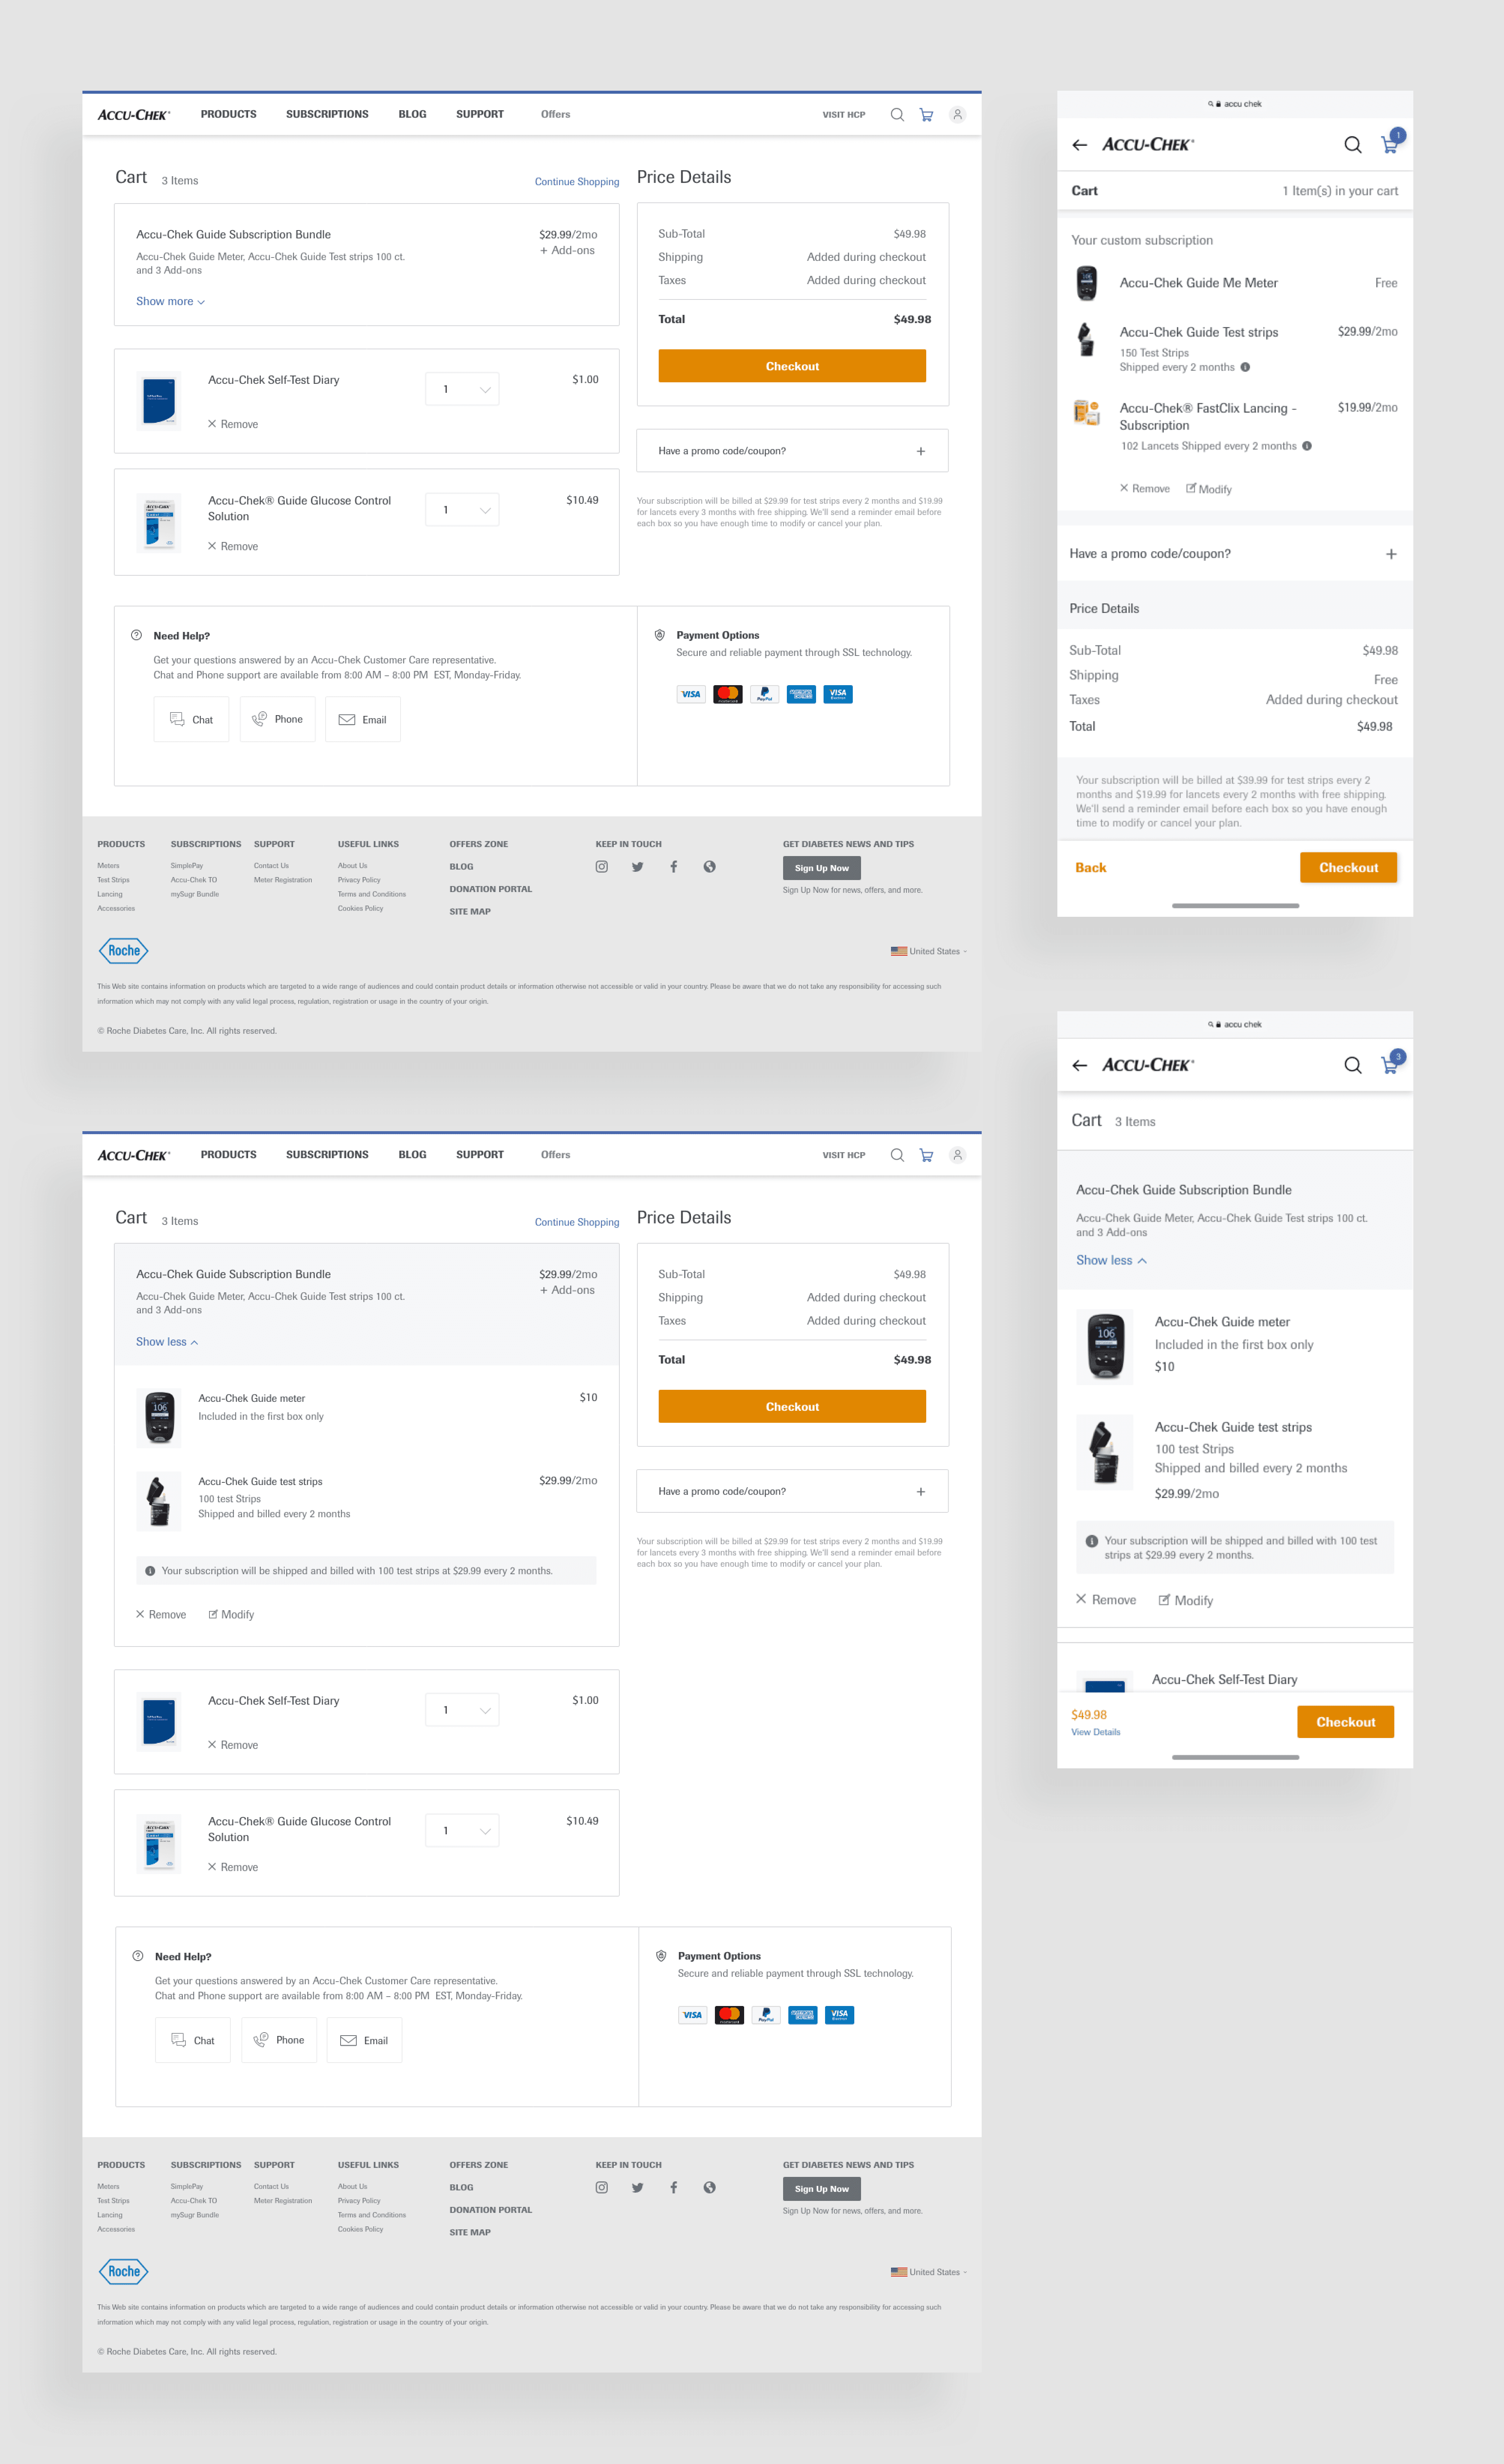 ACCU-CHEK® PRODUCTS SUBSCRIPTIONS BLOG SUPPORT Offers VISIT HCP
Cart 3 Items Continue Shopping
Accu-Chek Guide Subscription Bundle $29.99/2mo
+ Add-ons
Accu-Chek Guide Meter, Accu-Chek Guide Test strips 100 ct.
and 3 Add-ons
Show more
Accu-Chek Self-Test Diary 1 $1.00
Remove
Accu-Chek® Guide Glucose Control
Solution
1 $10.49
Remove
Price Details
Sub-Total $49.98
Shipping Added during checkout
Taxes Added during checkout
Total $49.98
Checkout
Have a promo code/coupon? +
Your subscription will be billed at $29.99 for test strips every 2 months and $19.99
for lancets every 3 months with free shipping. We'll send a reminder email before
each box so you have enough time to modify or cancel your plan.
Need Help?
Get your questions answered by an Accu-Chek Customer Care representative.
Chat and Phone support are available from 8:00 AM – 8:00 PM EST, Monday-Friday.
Chat Phone Email
Payment Options
Secure and reliable payment through SSL technology.
VISA PayPal VISA
PRODUCTS
Meters
Test Strips
Lancing
Accessories
SUBSCRIPTIONS
SimplePay
Accu-Chek TO
mySugr Bundle
SUPPORT
Contact Us
Meter Registration
USEFUL LINKS
About Us
Privacy Policy
Terms and Conditions
Cookies Policy
OFFERS ZONE
BLOG
DONATION PORTAL
SITE MAP
KEEP IN TOUCH
GET DIABETES NEWS AND TIPS
Sign Up Now
Sign Up Now for news, offers, and more.
Roche
United States
This Web site contains information on products which are targeted to a wide range of audiences and could contain product details or information otherwise not accessible or valid in your country. Please be aware that we do not take any responsibility for accessing such
information which may not comply with any valid legal process, regulation, registration or usage in the country of your origin.
© Roche Diabetes Care, Inc. All rights reserved.
accu chek
ACCU-CHEK® 1
Cart 1 Item(s) in your cart
Your custom subscription
Accu-Chek Guide Me Meter Free
Accu-Chek Guide Test strips $29.99/2mo
150 Test Strips
Shipped every 2 months
Accu-Chek® FastClix Lancing - $19.99/2mo
Subscription
102 Lancets Shipped every 2 months
Remove Modify
Have a promo code/coupon? +
Price Details
Sub-Total $49.98
Shipping Free
Taxes Added during checkout
Total $49.98
Your subscription will be billed at $39.99 for test strips every 2
months and $19.99 for lancets every 2 months with free shipping.
We'll send a reminder email before each box so you have enough
time to modify or cancel your plan.
Back Checkout
ACCU-CHEK® PRODUCTS SUBSCRIPTIONS BLOG SUPPORT Offers VISIT HCP
Cart 3 Items Continue Shopping
Accu-Chek Guide Subscription Bundle $29.99/2mo
+ Add-ons
Accu-Chek Guide Meter, Accu-Chek Guide Test strips 100 ct.
and 3 Add-ons
Show less
106
Accu-Chek Guide meter $10
Included in the first box only
Accu-Chek Guide test strips $29.99/2mo
100 test Strips
Shipped and billed every 2 months
Your subscription will be shipped and billed with 100 test strips at $29.99 every 2 months.
Remove Modify
Accu-Chek Self-Test Diary 1 $1.00
Remove
Accu-Chek® Guide Glucose Control
Solution
1 $10.49
Remove
Price Details
Sub-Total $49.98
Shipping Added during checkout
Taxes Added during checkout
Total $49.98
Checkout
Have a promo code/coupon? +
Your subscription will be billed at $29.99 for test strips every 2 months and $19.99
for lancets every 3 months with free shipping. We'll send a reminder email before
each box so you have enough time to modify or cancel your plan.
Need Help?
Get your questions answered by an Accu-Chek Customer Care representative.
Chat and Phone support are available from 8:00 AM – 8:00 PM EST, Monday-Friday.
Chat Phone Email
Payment Options
Secure and reliable payment through SSL technology.
VISA PayPal VISA
PRODUCTS
Meters
Test Strips
Lancing
Accessories
SUBSCRIPTIONS
SimplePay
Accu-Chek TO
mySugr Bundle
SUPPORT
Contact Us
Meter Registration
USEFUL LINKS
About Us
Privacy Policy
Terms and Conditions
Cookies Policy
OFFERS ZONE
BLOG
DONATION PORTAL
SITE MAP
KEEP IN TOUCH
GET DIABETES NEWS AND TIPS
Sign Up Now
Sign Up Now for news, offers, and more.
Roche
United States
This Web site contains information on products which are targeted to a wide range of audiences and could contain product details or information otherwise not accessible or valid in your country. Please be aware that we do not take any responsibility for accessing such
information which may not comply with any valid legal process, regulation, registration or usage in the country of your origin.
© Roche Diabetes Care, Inc. All rights reserved.
accu chek
ACCU-CHEK® 3
Cart 3 Items
Accu-Chek Guide Subscription Bundle
Accu-Chek Guide Meter, Accu-Chek Guide Test strips 100 ct.
and 3 Add-ons
Show less
106
Accu-Chek Guide meter
Included in the first box only
$10
Accu-Chek Guide test strips
100 test Strips
Shipped and billed every 2 months
$29.99/2mo
Your subscription will be shipped and billed with 100 test
strips at $29.99 every 2 months.
Remove Modify
Accu-Chek Self-Test Diary
$49.98
View Details
Checkout